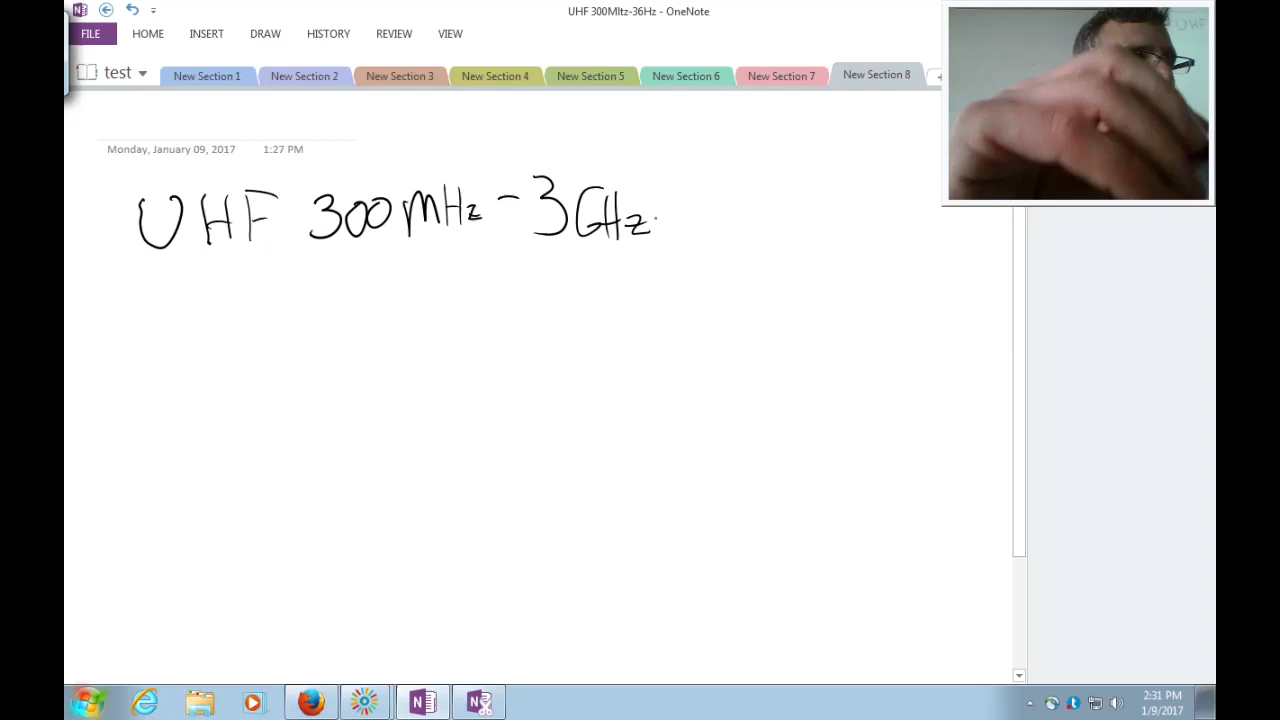 UHF 300MItz-36Hz - OneNote
FILE HOME INSERT DRAW HISTORY REVIEW VIEW
test New Section 1 New Section 2 New Section 3 New Section 4 New Section 5 New Section 6 New Section 7 New Section 8
Monday, January 09, 2017 1:27 PM
UHF 300MHz - 3GHz
2:31 PM
1/9/2017
UHF